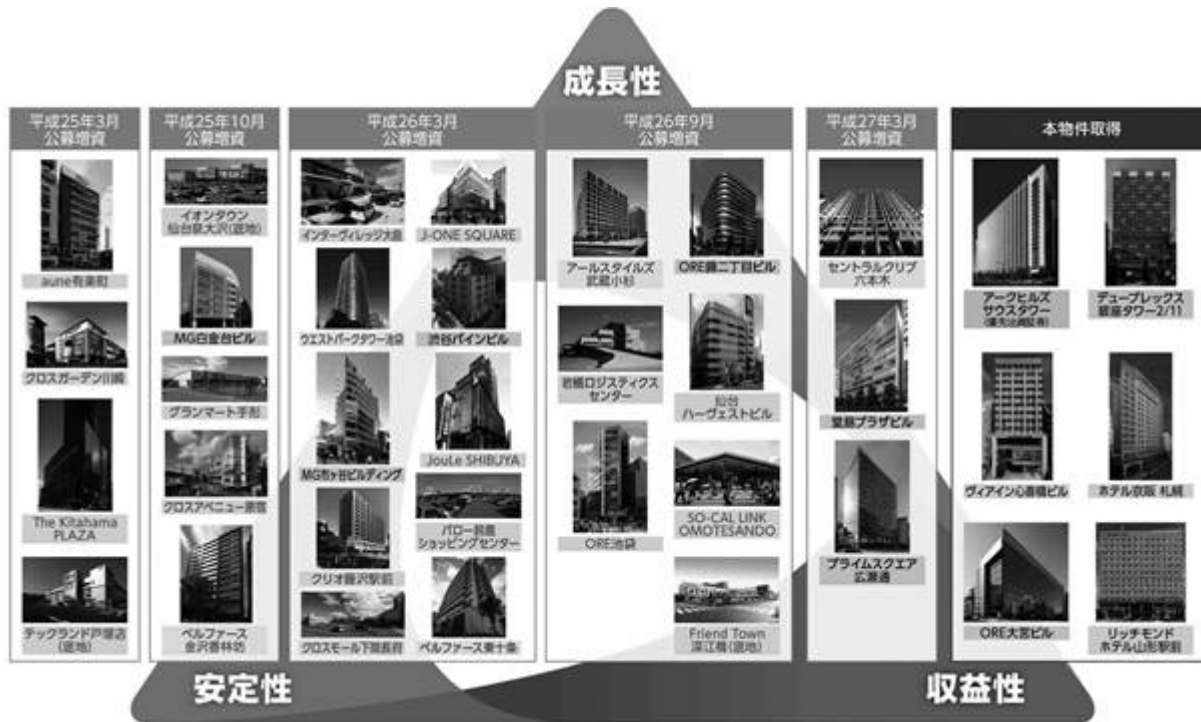 成長性
平成25年3月
公募増資
aune有楽町
クロスガーデン川崎
The Kitahama
PLAZA
テックランド戸塚店
(底地)
平成25年10月
公募増資
イオンタウン
仙台泉大沢(底地)
MG白金台ビル
グランマート手形
クロスアベニュー原宿
ベルファース
金沢香林坊
平成26年3月
公募増資
インターヴィレッジ大曲
J-ONE SQUARE
ウエストパークタワー池袋
渋谷パインビル
MG市ヶ谷ビルディング
JouLe SHIBUYA
クリオ藤沢駅前
バロー鈴鹿
ショッピングセンター
クロスモール下関長府
ベルファース東十条
平成26年9月
公募増資
アールスタイルズ
武蔵小杉
ORE錦二丁目ビル
岩槻ロジスティクス
センター
仙台
ハーヴェストビル
ORE池袋
SO-CAL LINK
OMOTESANDO
Friend Town
深江橋(底地)
平成27年3月
公募増資
セントラルクリブ
六本木
堂島プラザビル
プライムスクエア
広瀬通
本物件取得
アークヒルズ
サウスタワー
(優先出資証券)
デュープレックス
銀座タワー2/11
ヴィアイン心斎橋ビル
ホテル京阪 札幌
ORE大宮ビル
リッチモンド
ホテル山形駅前
安定性
収益性